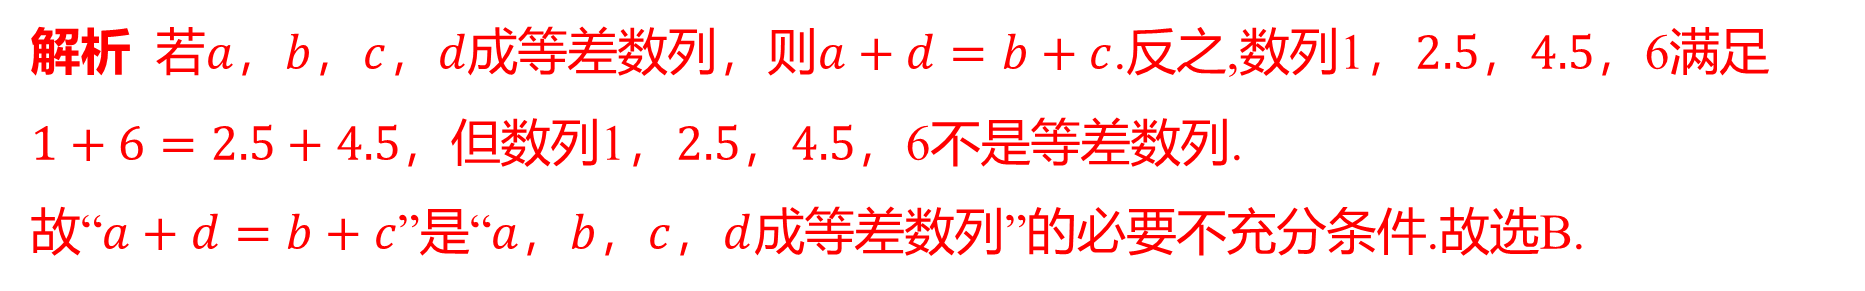 解析 若a，b，c，d成等差数列，则a + d = b + c.反之,数列1，2.5，4.5，6满足
1 + 6 = 2.5 + 4.5，但数列1，2.5，4.5，6不是等差数列.
故“a + d = b + c”是“a，b，c，d成等差数列”的必要不充分条件.故选B.